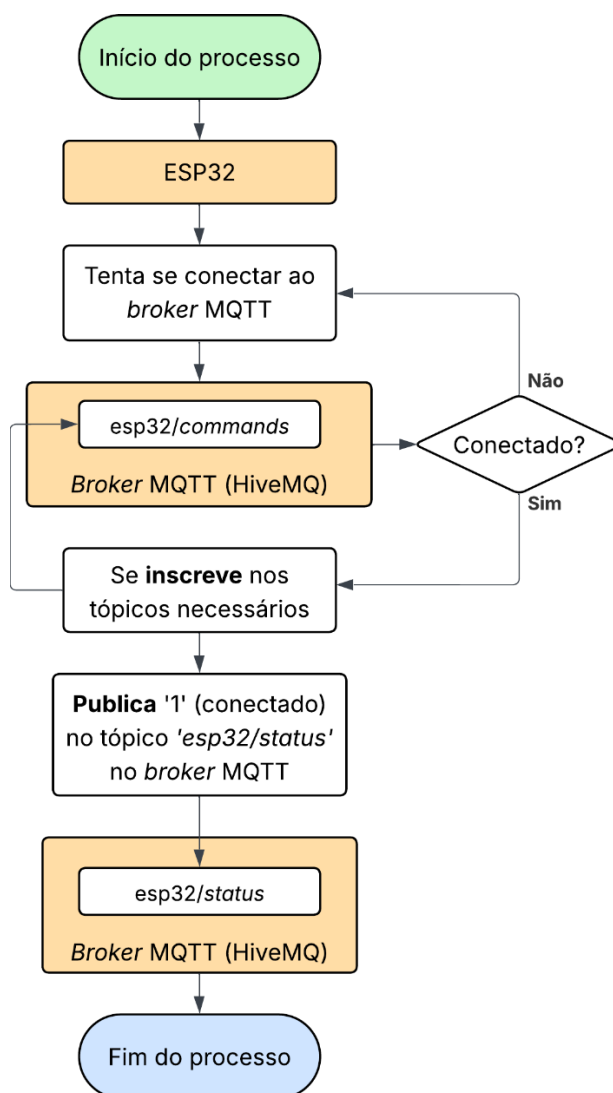 Início do processo
ESP32
Tenta se conectar ao
broker MQTT
esp32/commands
Broker MQTT (HiveMQ)
Não
Conectado?
Sim
Se inscreve nos
tópicos necessários
Publica '1' (conectado)
no tópico 'esp32/status'
no broker MQTT
esp32/status
Broker MQTT (HiveMQ)
Fim do processo